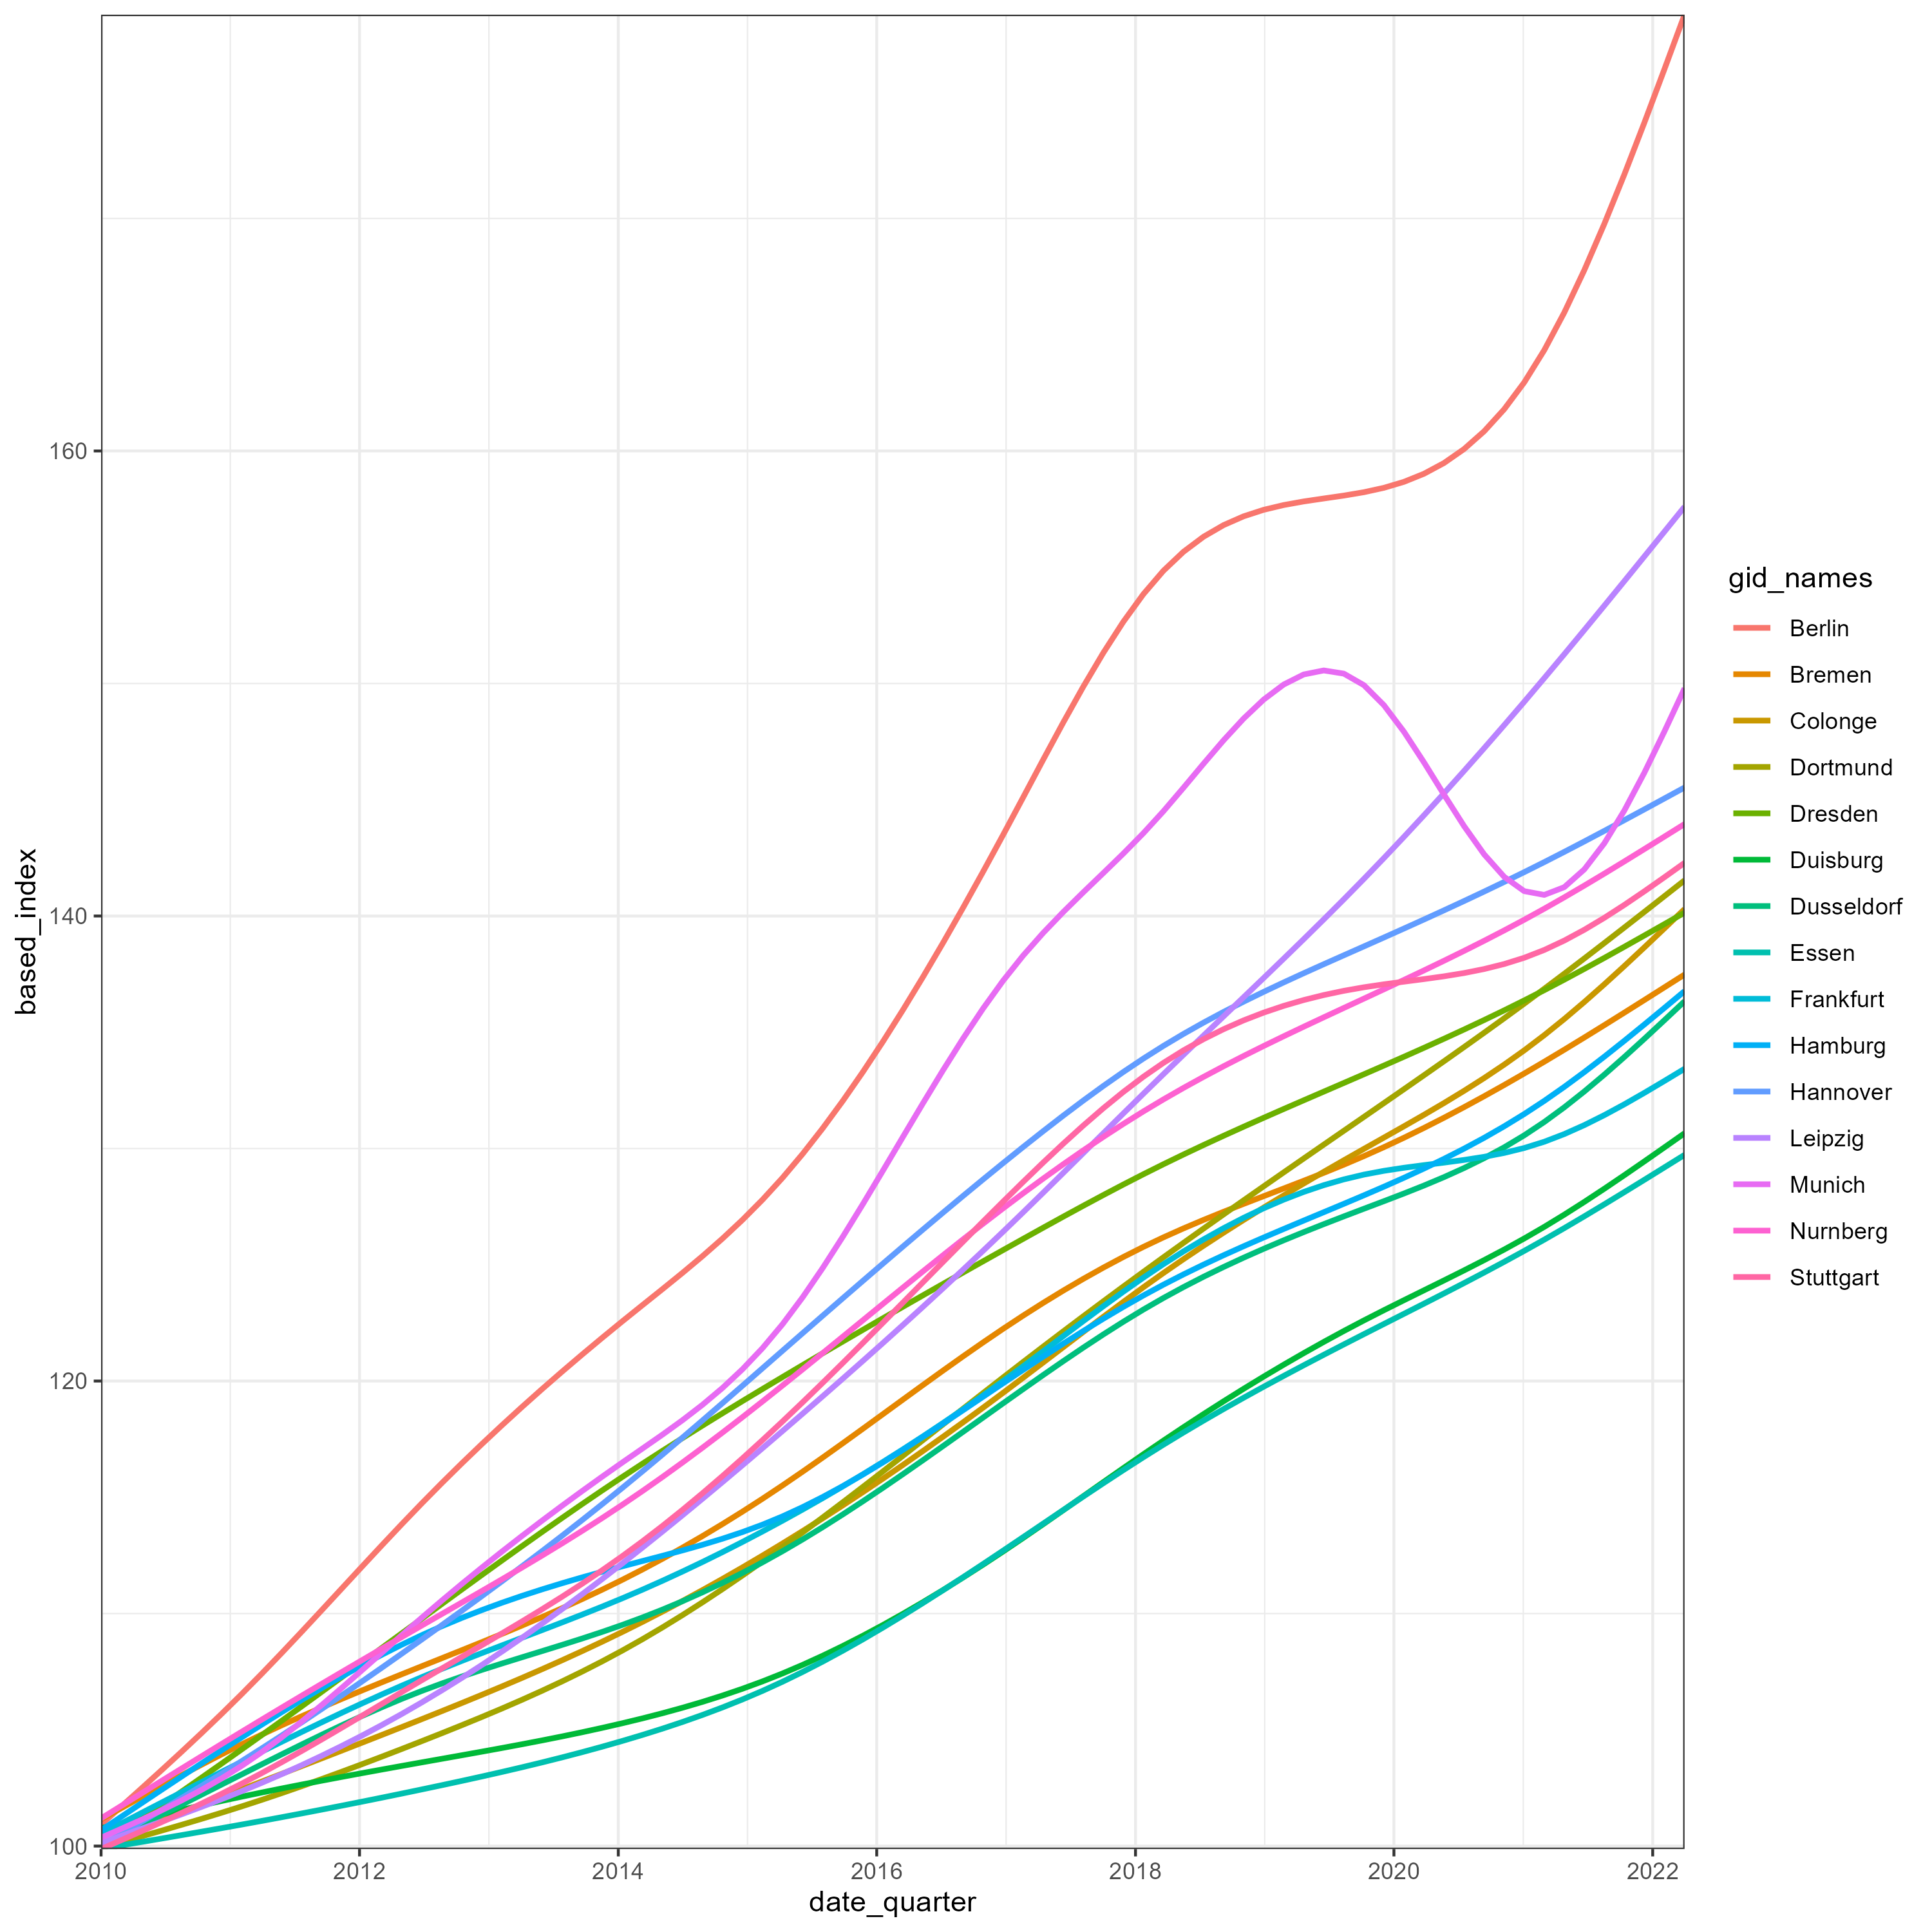 160
140
120
100
2010
2012
2014
2016
2018
2020
2022
date_quarter
based_index
gid_names
Berlin
Bremen
Colonge
Dortmund
Dresden
Duisburg
Dusseldorf
Essen
Frankfurt
Hamburg
Hannover
Leipzig
Munich
Nurnberg
Stuttgart